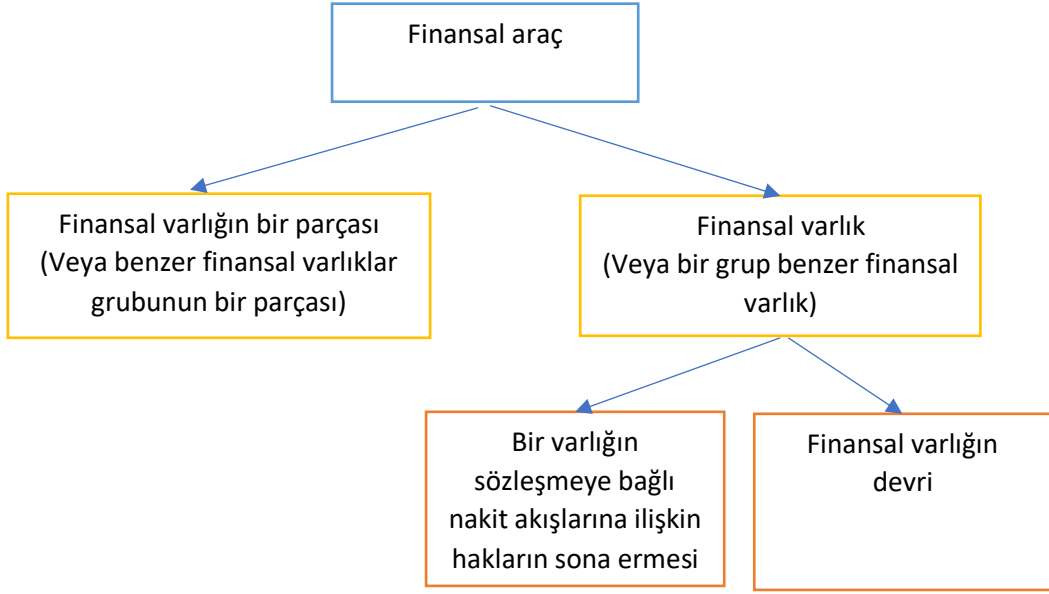 Finansal araç
Finansal varlığın bir parçası
(Veya benzer finansal varlıklar
grubunun bir parçası)
Finansal varlık
(Veya bir grup benzer finansal
varlık)
Bir varlığın
sözleşmeye bağlı
nakit akışlarına ilişkin
hakların sona ermesi
Finansal varlığın
devri